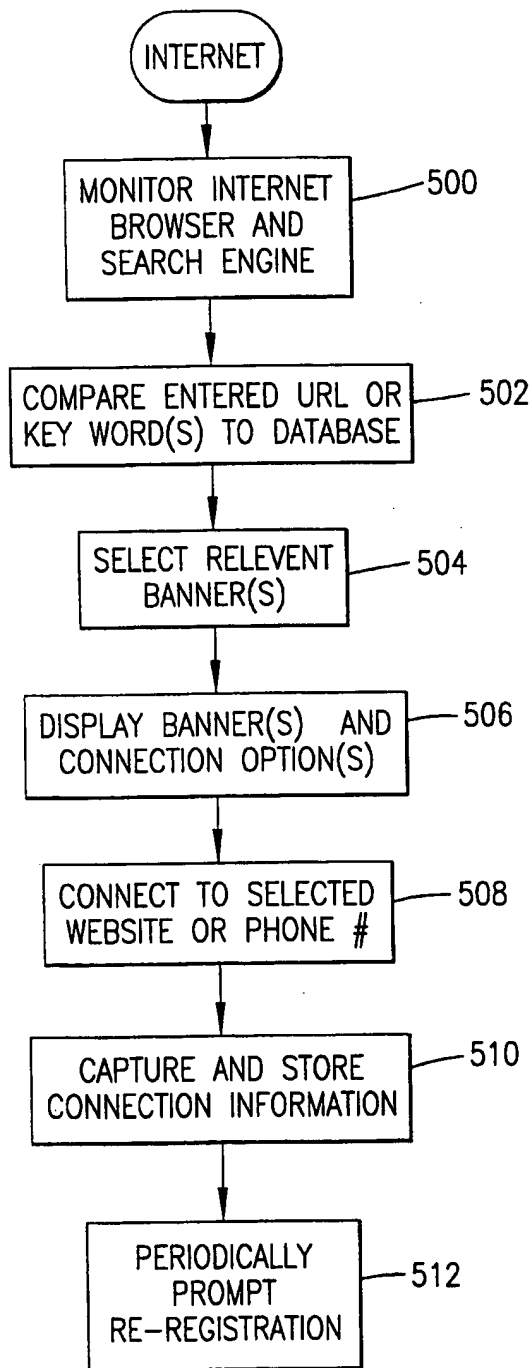 INTERNET
MONITOR INTERNET
BROWSER AND
SEARCH ENGINE
500
COMPARE ENTERED URL OR
KEY WORD(S) TO DATABASE
502
SELECT RELEVENT
BANNER(S)
504
DISPLAY BANNER(S) AND
CONNECTION OPTION(S)
506
CONNECT TO SELECTED
WEBSITE OR PHONE #
508
CAPTURE AND STORE
CONNECTION INFORMATION
510
PERIODICALLY
PROMPT
RE-REGISTRATION
512